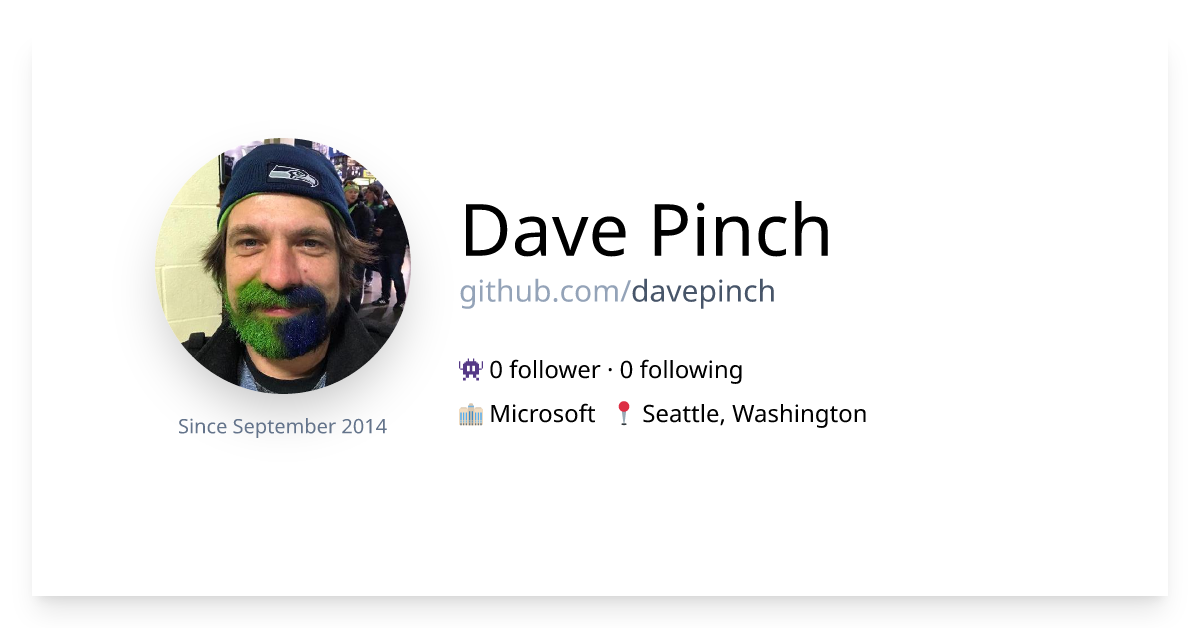 Dave Pinch
github.com/davepinch
0 follower · 0 following
Microsoft Seattle, Washington
Since September 2014